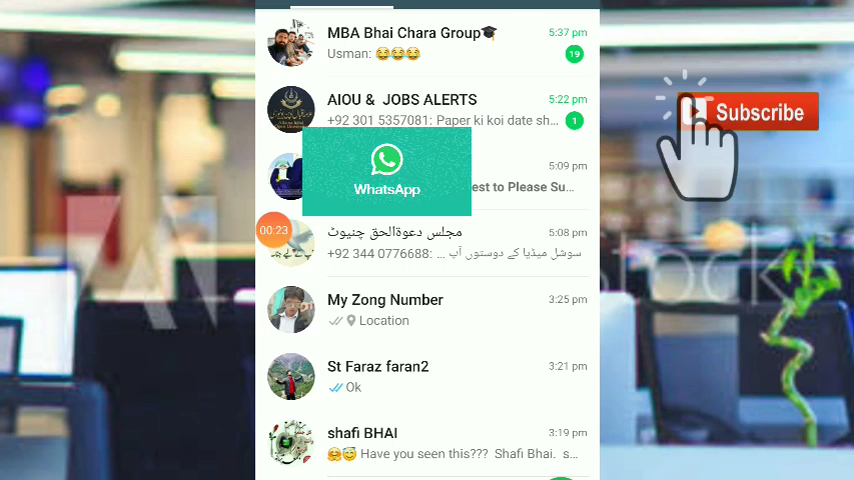 MBA Bhai Chara Group🎓
5:37 pm
Usman: 😂😂😂
19
AIOU & JOBS ALERTS
5:22 pm
+92 301 5357081: Paper ki koi date sh...
1
Subscribe
5:09 pm
WhatsApp
est to Please Su...
00:23
مجلس دعوةالحق چنیوٹ
5:08 pm
+92 344 0776688: ... سوشل میڈیا کے دوستوں آپ
My Zong Number
3:25 pm
Location
St Faraz faran2
3:21 pm
Ok
shafi BHAI
3:19 pm
🤗😇 Have you seen this??? Shafi Bhai. s...